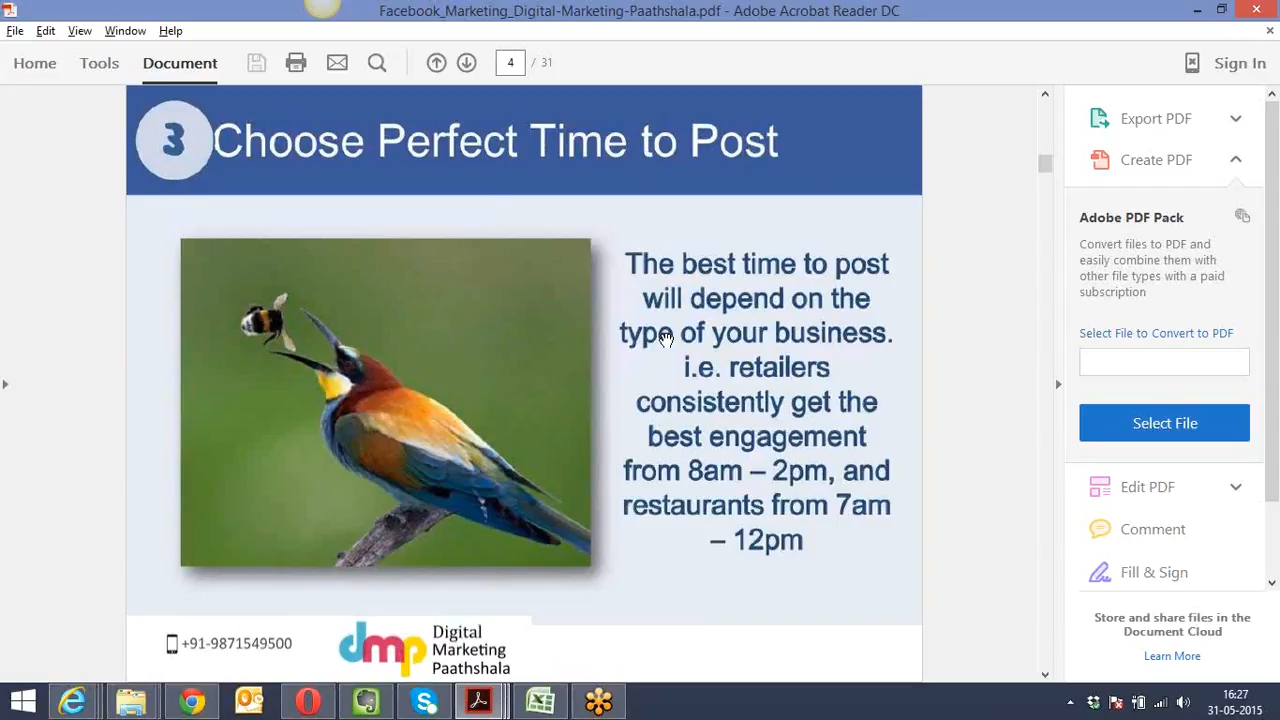 Facebook_Marketing_Digital-Marketing-Paathshala.pdf - Adobe Acrobat Reader DC
File Edit View Window Help
Home Tools Document 4 / 31 Sign In
3 Choose Perfect Time to Post
The best time to post
will depend on the
type of your business.
i.e. retailers
consistently get the
best engagement
from 8am – 2pm, and
restaurants from 7am
– 12pm
+91-9871549500
dmp Digital
Marketing
Paathshala
Export PDF
Create PDF
Adobe PDF Pack
Convert files to PDF and
easily combine them with
other file types with a paid
subscription
Select File to Convert to PDF
Select File
Edit PDF
Comment
Fill & Sign
Store and share files in the
Document Cloud
Learn More
16:27
31-05-2015